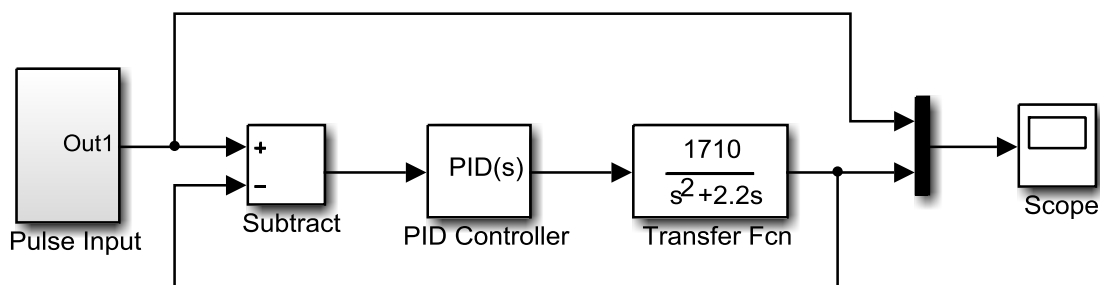 Out1
Pulse Input
+
−
Subtract
PID(s)
PID Controller
1710
s²+2.2s
Transfer Fcn
Scope